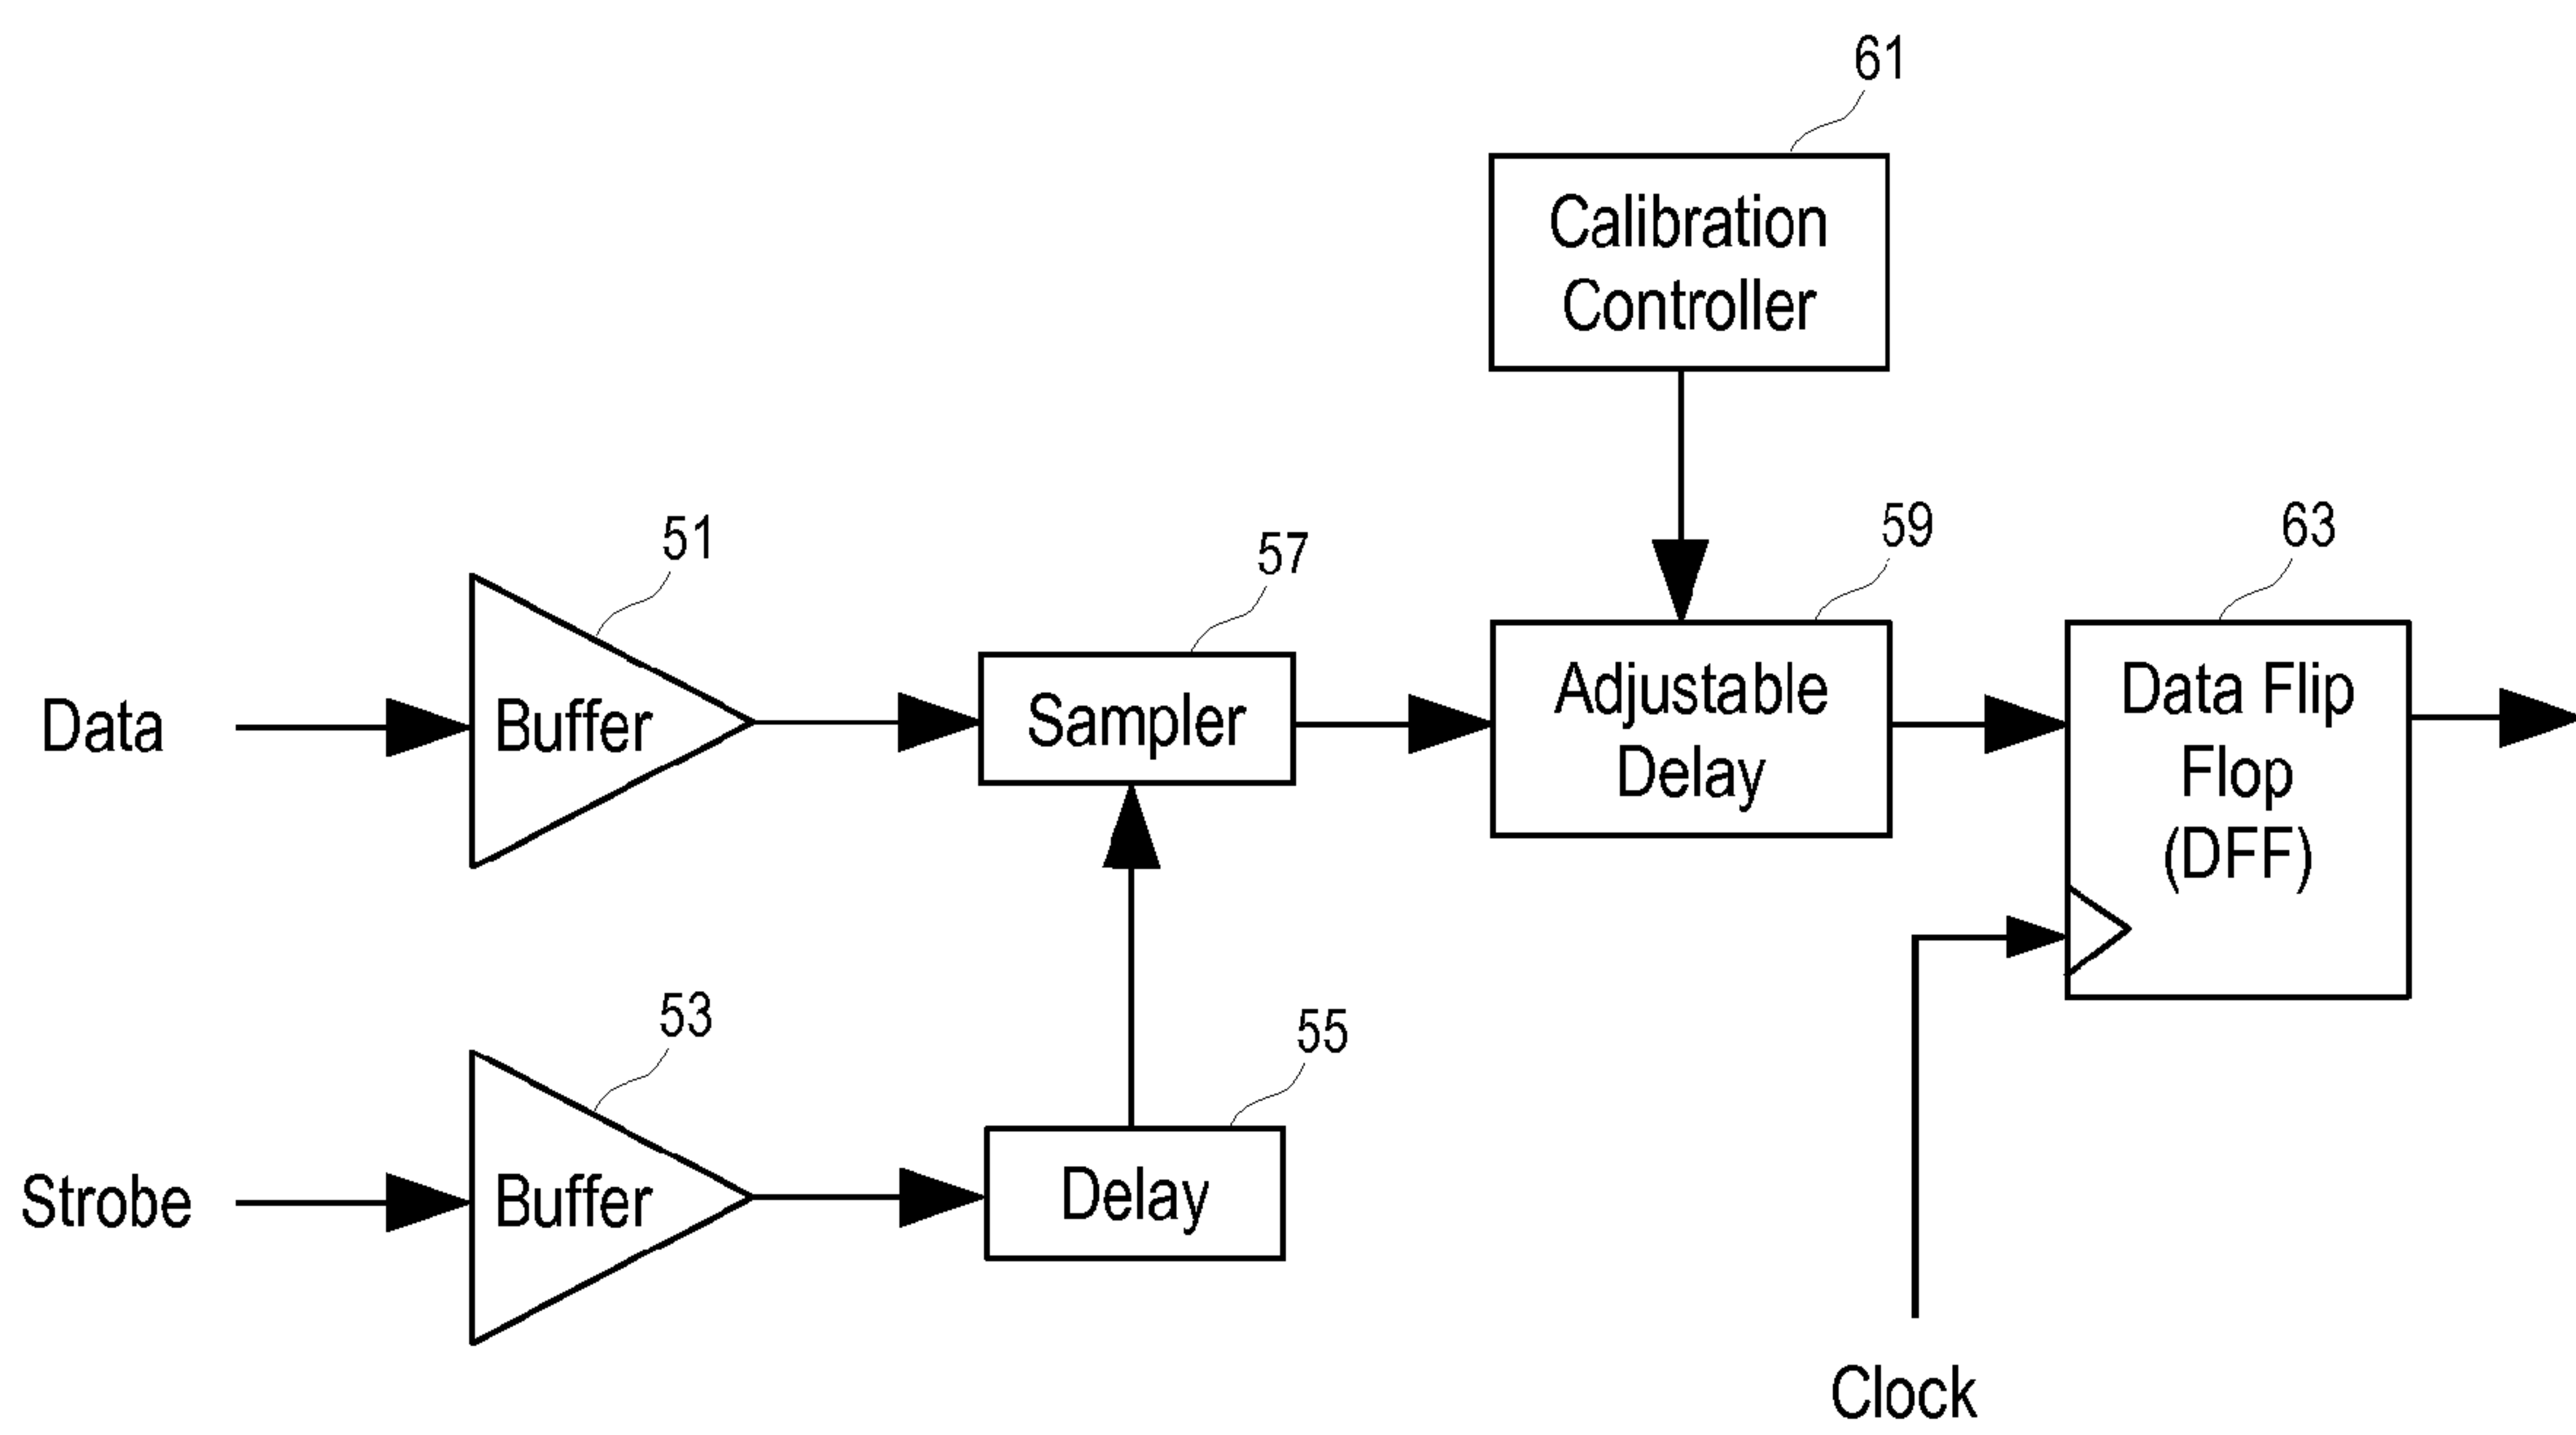 61
Calibration
Controller
51
57
59
63
Data
Buffer
Sampler
Adjustable
Delay
Data Flip
Flop
(DFF)
53
55
Strobe
Buffer
Delay
Clock